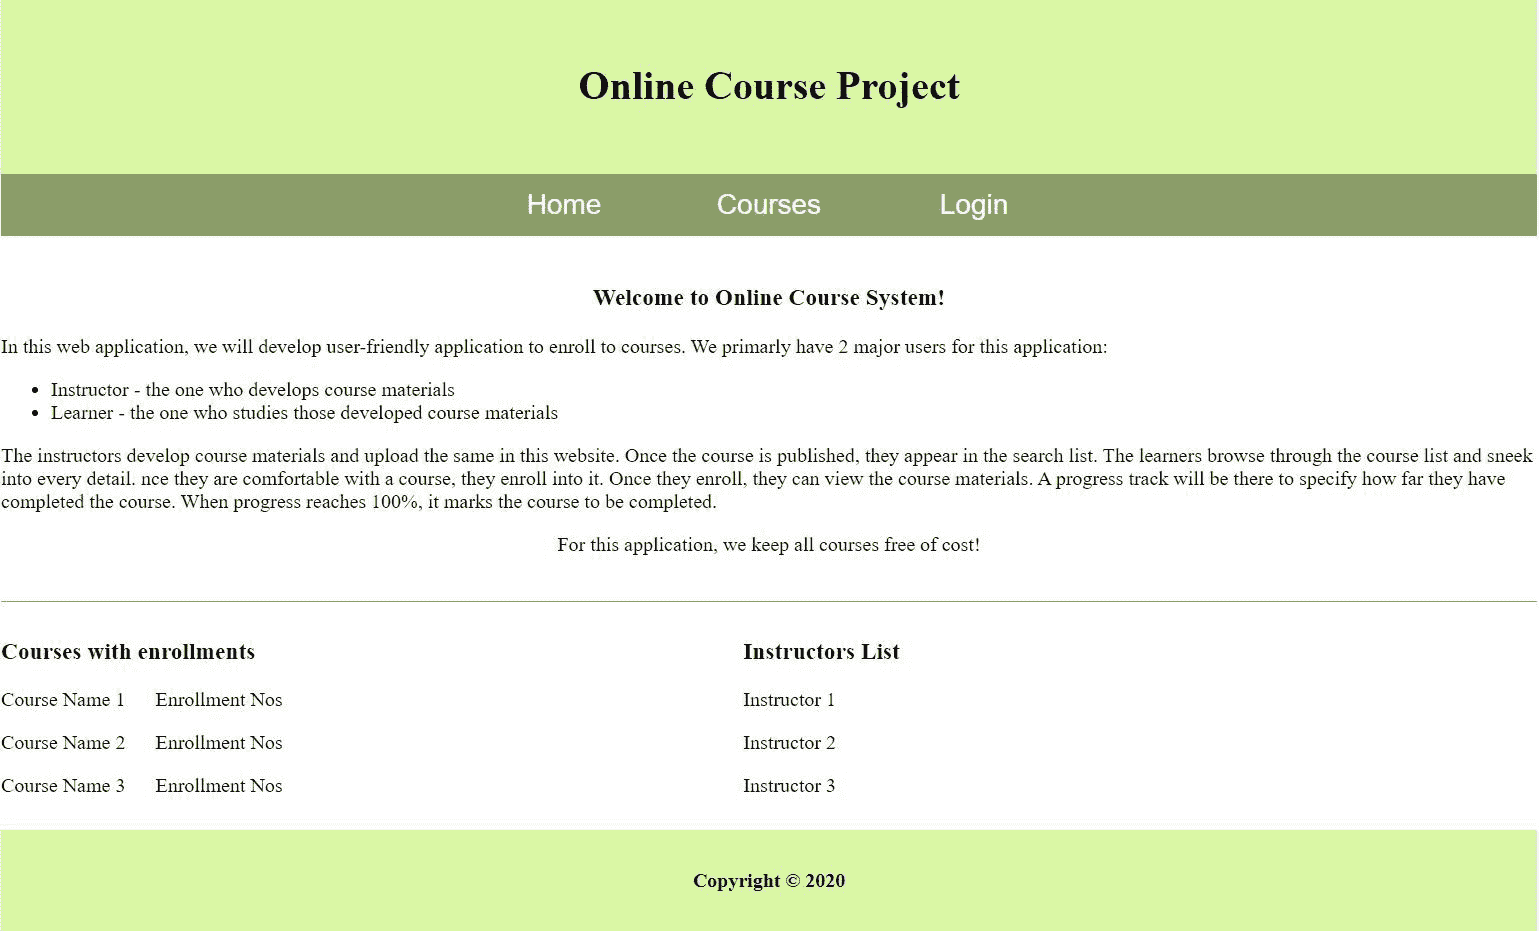 Online Course Project
Home Courses Login
Welcome to Online Course System!
In this web application, we will develop user-friendly application to enroll to courses. We primarly have 2 major users for this application:
• Instructor - the one who develops course materials
• Learner - the one who studies those developed course materials
The instructors develop course materials and upload the same in this website. Once the course is published, they appear in the search list. The learners browse through the course list and sneek
into every detail. nce they are comfortable with a course, they enroll into it. Once they enroll, they can view the course materials. A progress track will be there to specify how far they have
completed the course. When progress reaches 100%, it marks the course to be completed.
For this application, we keep all courses free of cost!
Courses with enrollments
Course Name 1 Enrollment Nos
Course Name 2 Enrollment Nos
Course Name 3 Enrollment Nos
Instructors List
Instructor 1
Instructor 2
Instructor 3
Copyright © 2020